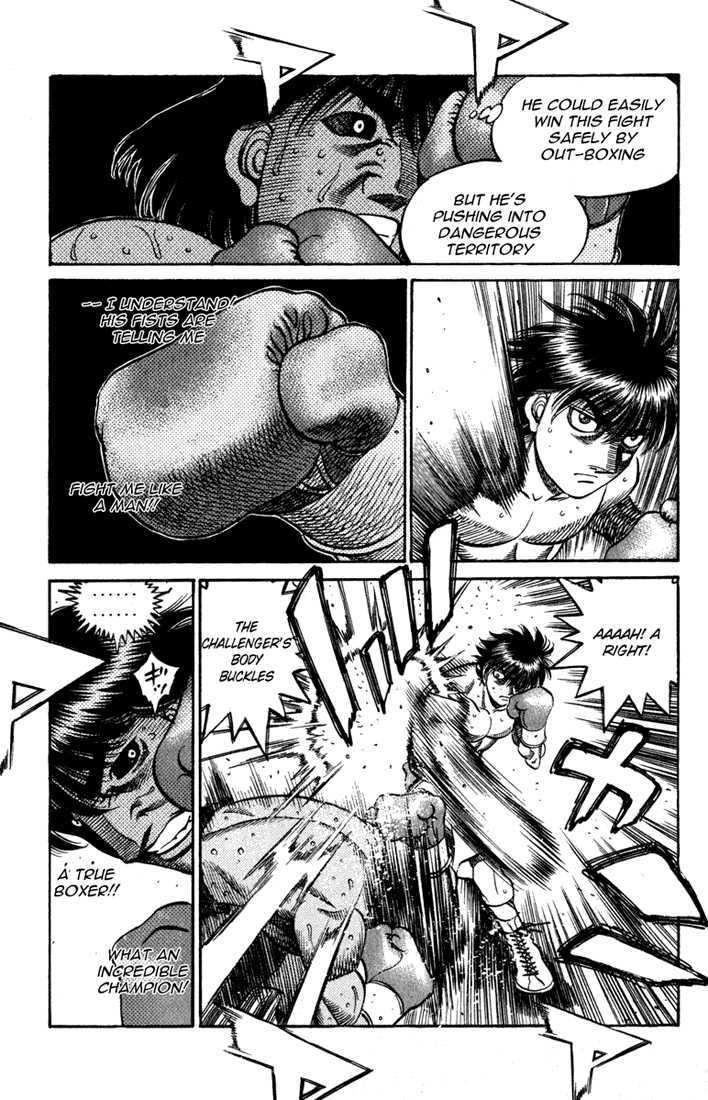 HE COULD EASILY
WIN THIS FIGHT
SAFELY BY
OUT-BOXING
BUT HE'S
PUSHING INTO
DANGEROUS
TERRITORY
-- I UNDERSTAND!
HIS FISTS ARE
TELLING ME
FIGHT ME LIKE
A MAN!!
AAAAH! A
RIGHT!
THE
CHALLENGER'S
BODY
BUCKLES
......
......
ギッ
A TRUE
BOXER!!
WHAT AN
INCREDIBLE
CHAMPION!